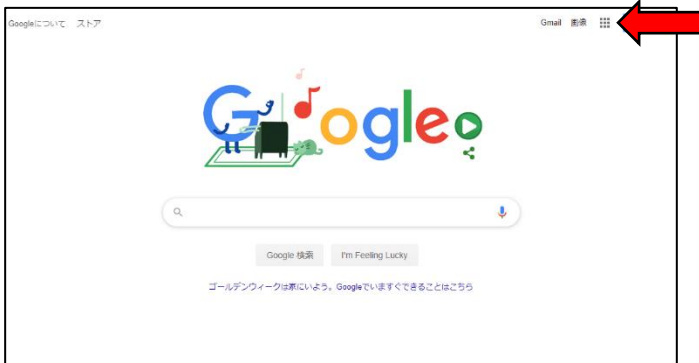 Googleについて ストア
Gmail 画像
Google
Google 検索 I'm Feeling Lucky
ゴールデンウィークは家にいよう。Googleでいますぐできることはこちら